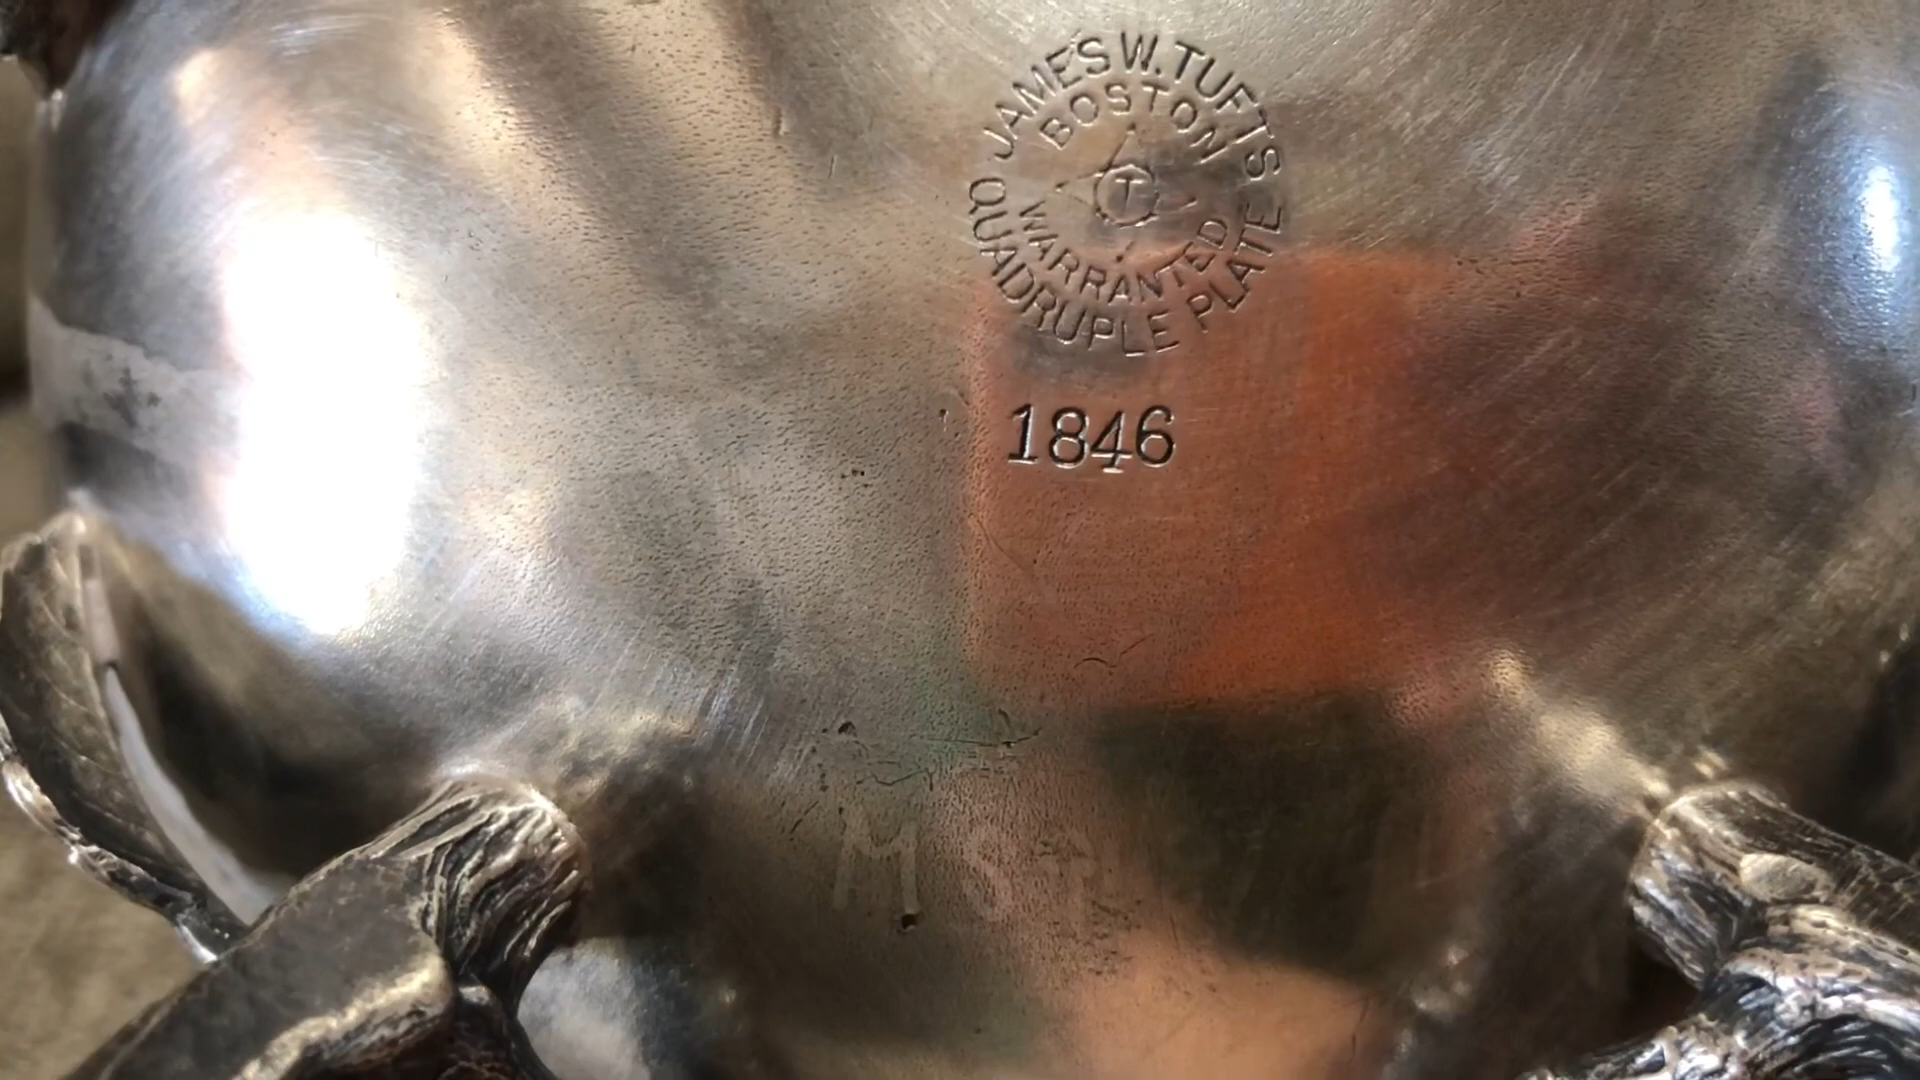 JAMES W. TUFTS
BOSTON
T
WARRANTED
QUADRUPLE PLATE
1846